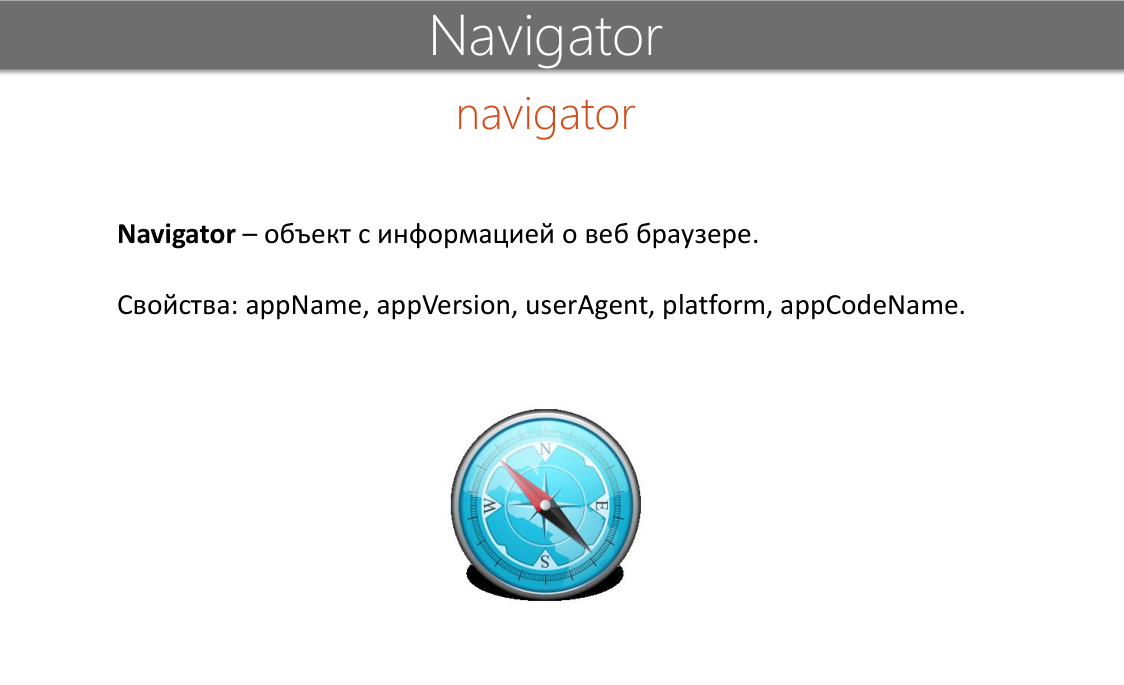 Navigator
navigator
Navigator – объект с информацией о веб браузере.
Свойства: appName, appVersion, userAgent, platform, appCodeName.
N
W E
S